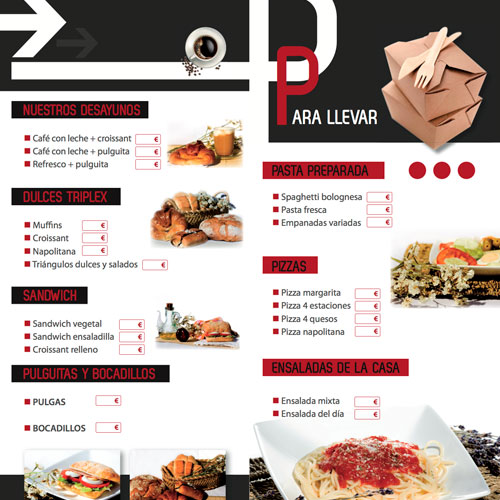 NUESTROS DESAYUNOS
Café con leche + croissant €
Café con leche + pulguita €
Refresco + pulguita €
DULCES TRIPLEX
Muffins €
Croissant €
Napolitana €
Triángulos dulces y salados €
SANDWICH
Sandwich vegetal €
Sandwich ensaladilla €
Croissant relleno €
PULGUITAS Y BOCADILLOS
PULGAS €
BOCADILLOS €
PARA LLEVAR
PASTA PREPARADA
Spaghetti bolognesa €
Pasta fresca €
Empanadas variadas €
PIZZAS
Pizza margarita €
Pizza 4 estaciones €
Pizza 4 quesos €
Pizza napolitana €
ENSALADAS DE LA CASA
Ensalada mixta €
Ensalada del día €